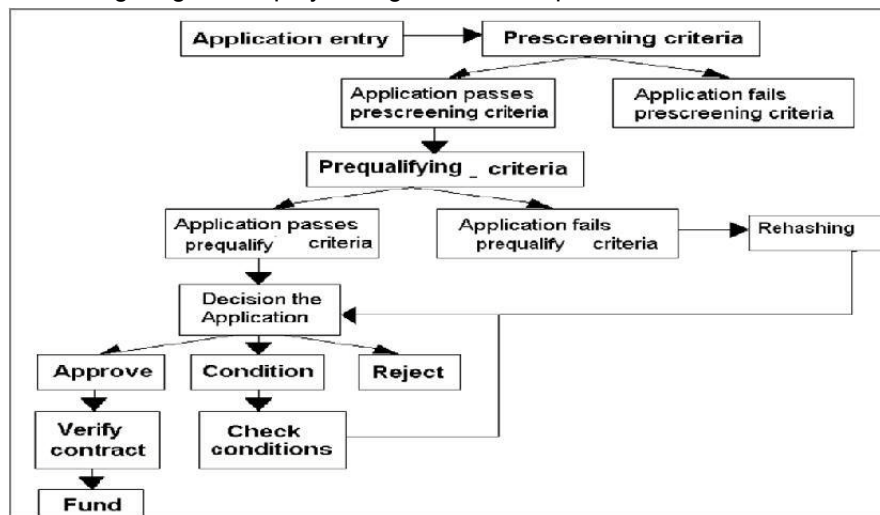 Application entry
Prescreening criteria
Application passes
prescreening criteria
Application fails
prescreening criteria
Prequalifying _ criteria
Application passes
prequalify criteria
Application fails
prequalify criteria
Rehashing
Decision the
Application
Approve
Condition
Reject
Verify
contract
Check
conditions
Fund